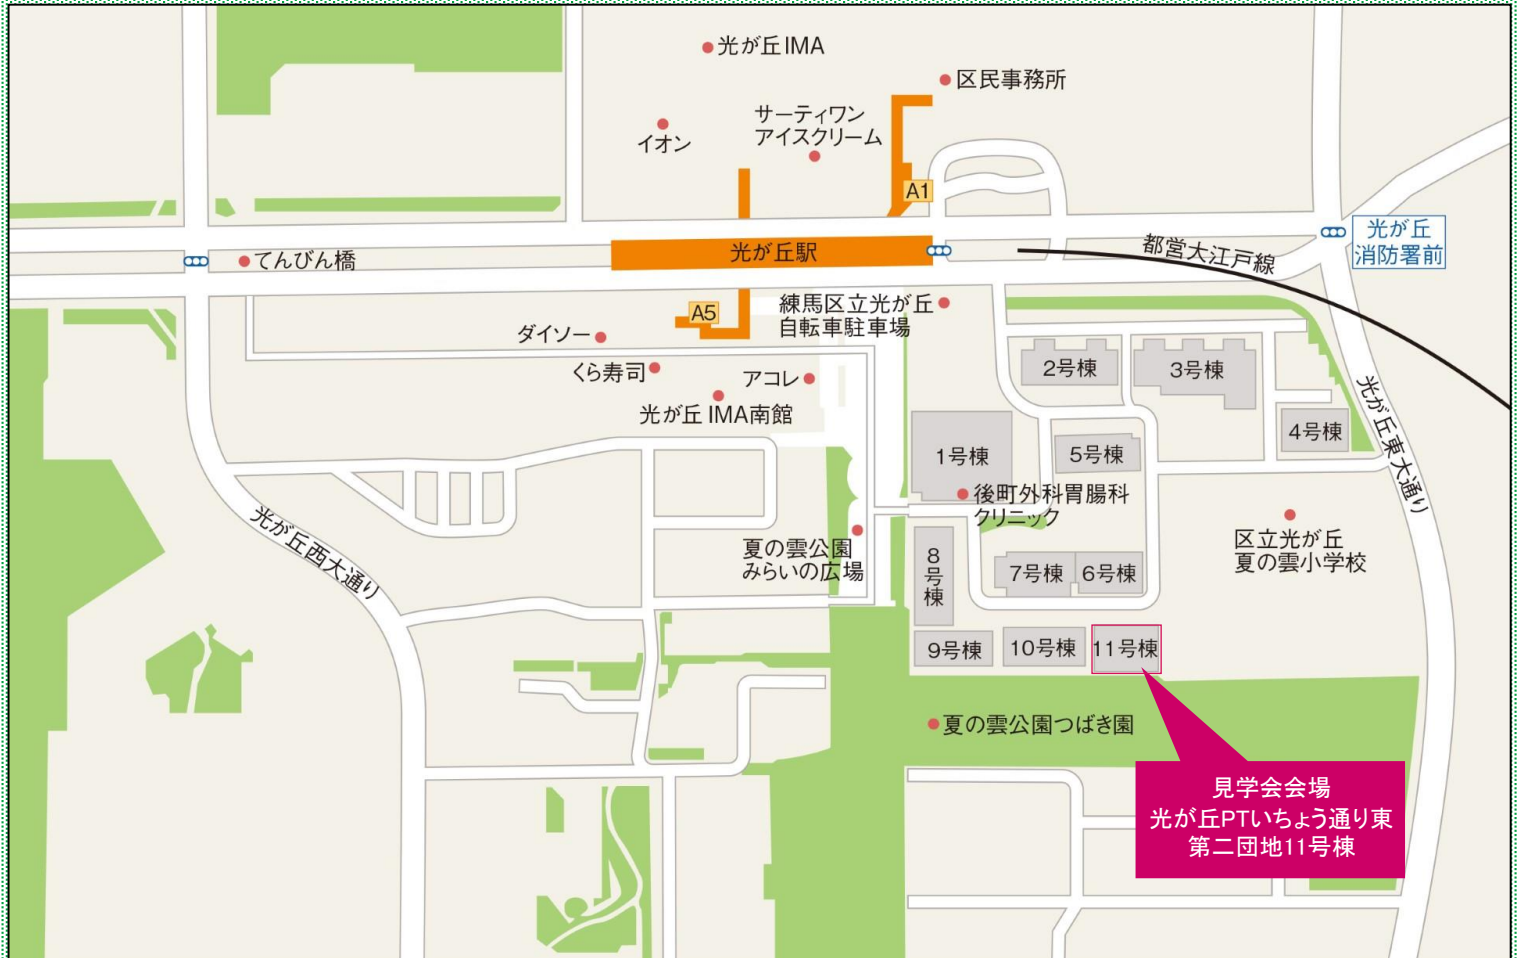 光が丘IMA
区民事務所
サーティワン
アイスクリーム
イオン
A1
光が丘
消防署前
都営大江戸線
光が丘駅
てんびん橋
A5
練馬区立光が丘
自転車駐車場
ダイソー
くら寿司
アコレ
光が丘 IMA南館
2号棟
3号棟
4号棟
光が丘東大通り
1号棟
5号棟
後町外科胃腸科
クリニック
光が丘西大通り
夏の雲公園
みらいの広場
8号棟
7号棟
6号棟
区立光が丘
夏の雲小学校
9号棟
10号棟
11号棟
夏の雲公園つばき園
見学会会場
光が丘PTいちょう通り東
第二団地11号棟